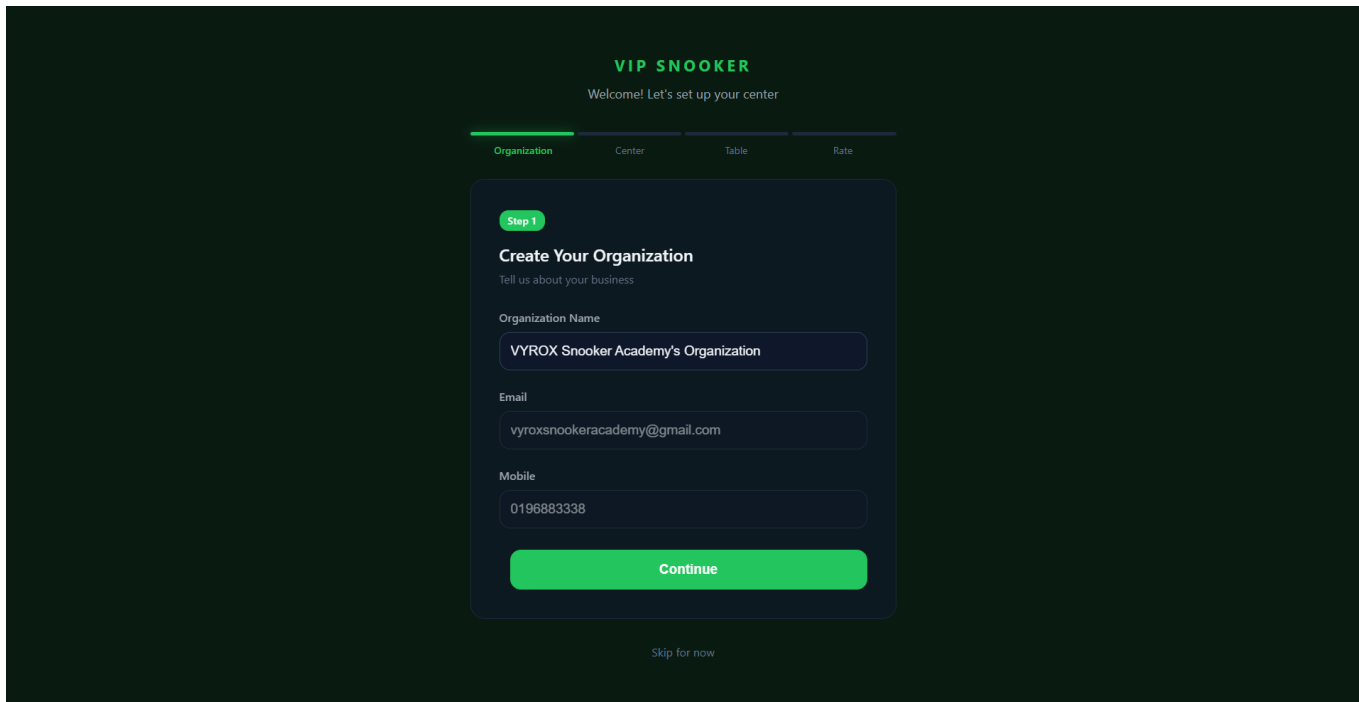 VIP SNOOKER
Welcome! Let's set up your center
Organization Center Table Rate
Step 1
Create Your Organization
Tell us about your business
Organization Name
VYROX Snooker Academy's Organization
Email
vyroxsnookeracademy@gmail.com
Mobile
0196883338
Continue
Skip for now